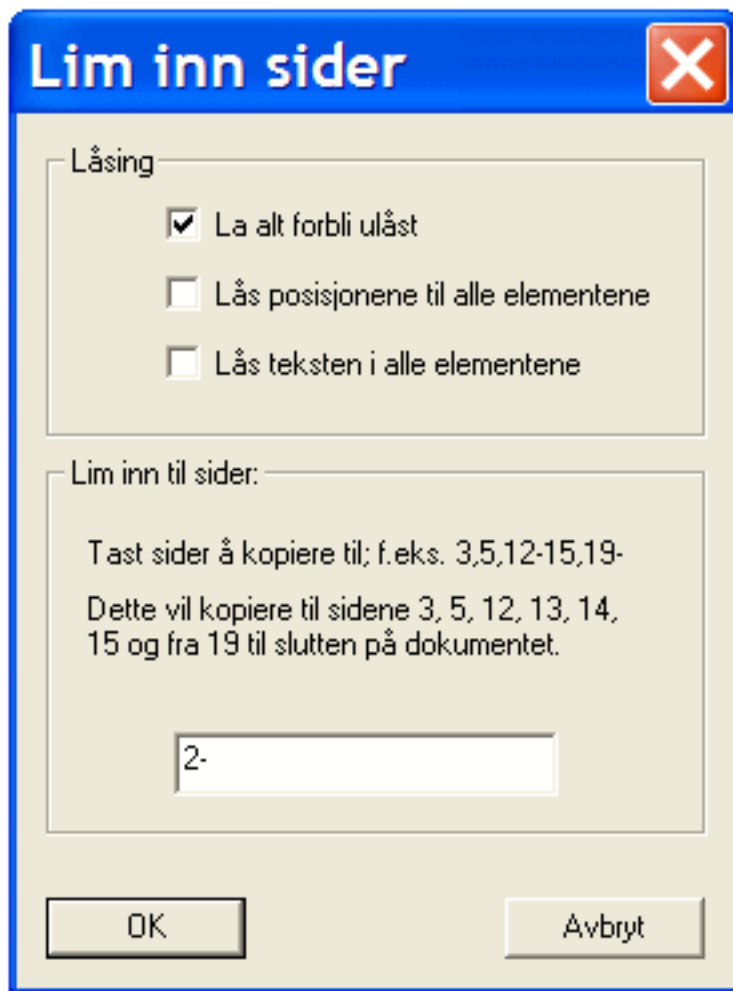 Lim inn sider
Låsing
La alt forbli ulåst
Lås posisjonene til alle elementene
Lås teksten i alle elementene
Lim inn til sider:
Tast sider å kopiere til; f.eks. 3,5,12-15,19-
Dette vil kopiere til sidene 3, 5, 12, 13, 14,
15 og fra 19 til slutten på dokumentet.
2-
OK
Avbryt